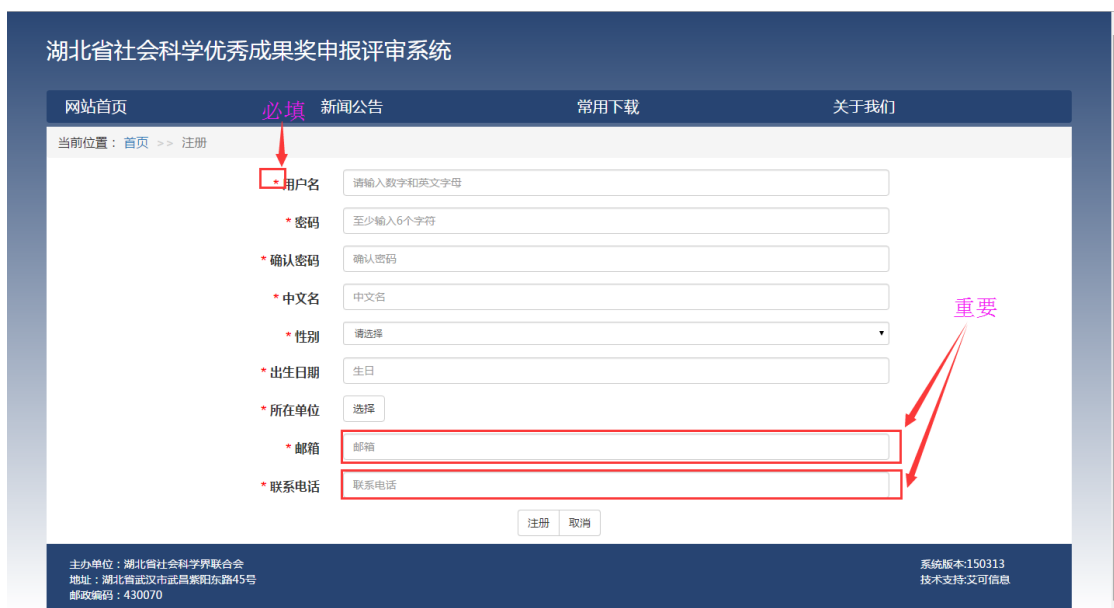 湖北省社会科学优秀成果奖申报评审系统
网站首页 新闻公告 常用下载 关于我们
必填
当前位置： 首页 >> 注册
* 用户名 请输入数字和英文字母
* 密码 至少输入6个字符
* 确认密码 确认密码
* 中文名 中文名
重要
* 性别 请选择
* 出生日期 生日
* 所在单位 选择
* 邮箱 邮箱
* 联系电话 联系电话
注册 取消
主办单位：湖北省社会科学界联合会 系统版本:150313
地址：湖北省武汉市武昌紫阳东路45号 技术支持:艾可信息
邮政编码：430070